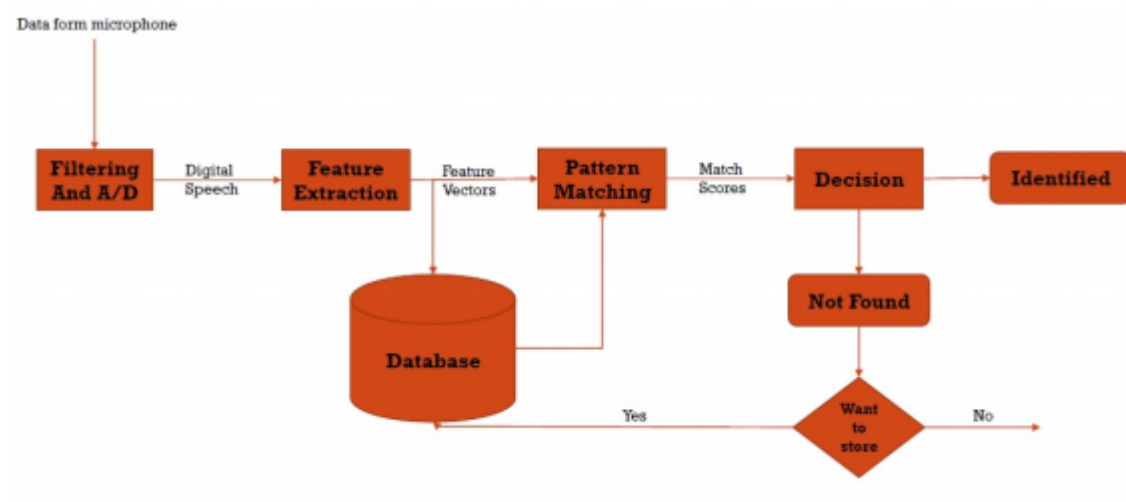 Data form microphone
Filtering
And A/D
Digital
Speech
Feature
Extraction
Feature
Vectors
Pattern
Matching
Match
Scores
Decision
Identified
Not Found
Database
Want
to
store
Yes
No